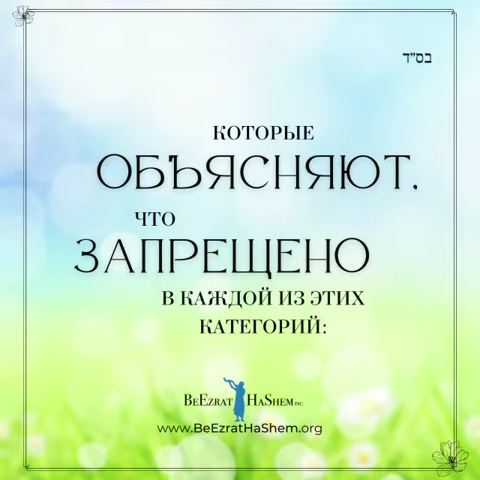 בס״ד
КОТОРЫЕ
ОБЪЯСНЯЮТ,
ЧТО
ЗАПРЕЩЕНО
В КАЖДОЙ ИЗ ЭТИХ
КАТЕГОРИЙ:
BEEZRAT HASHEM INC.
www.BeEzratHaShem.org